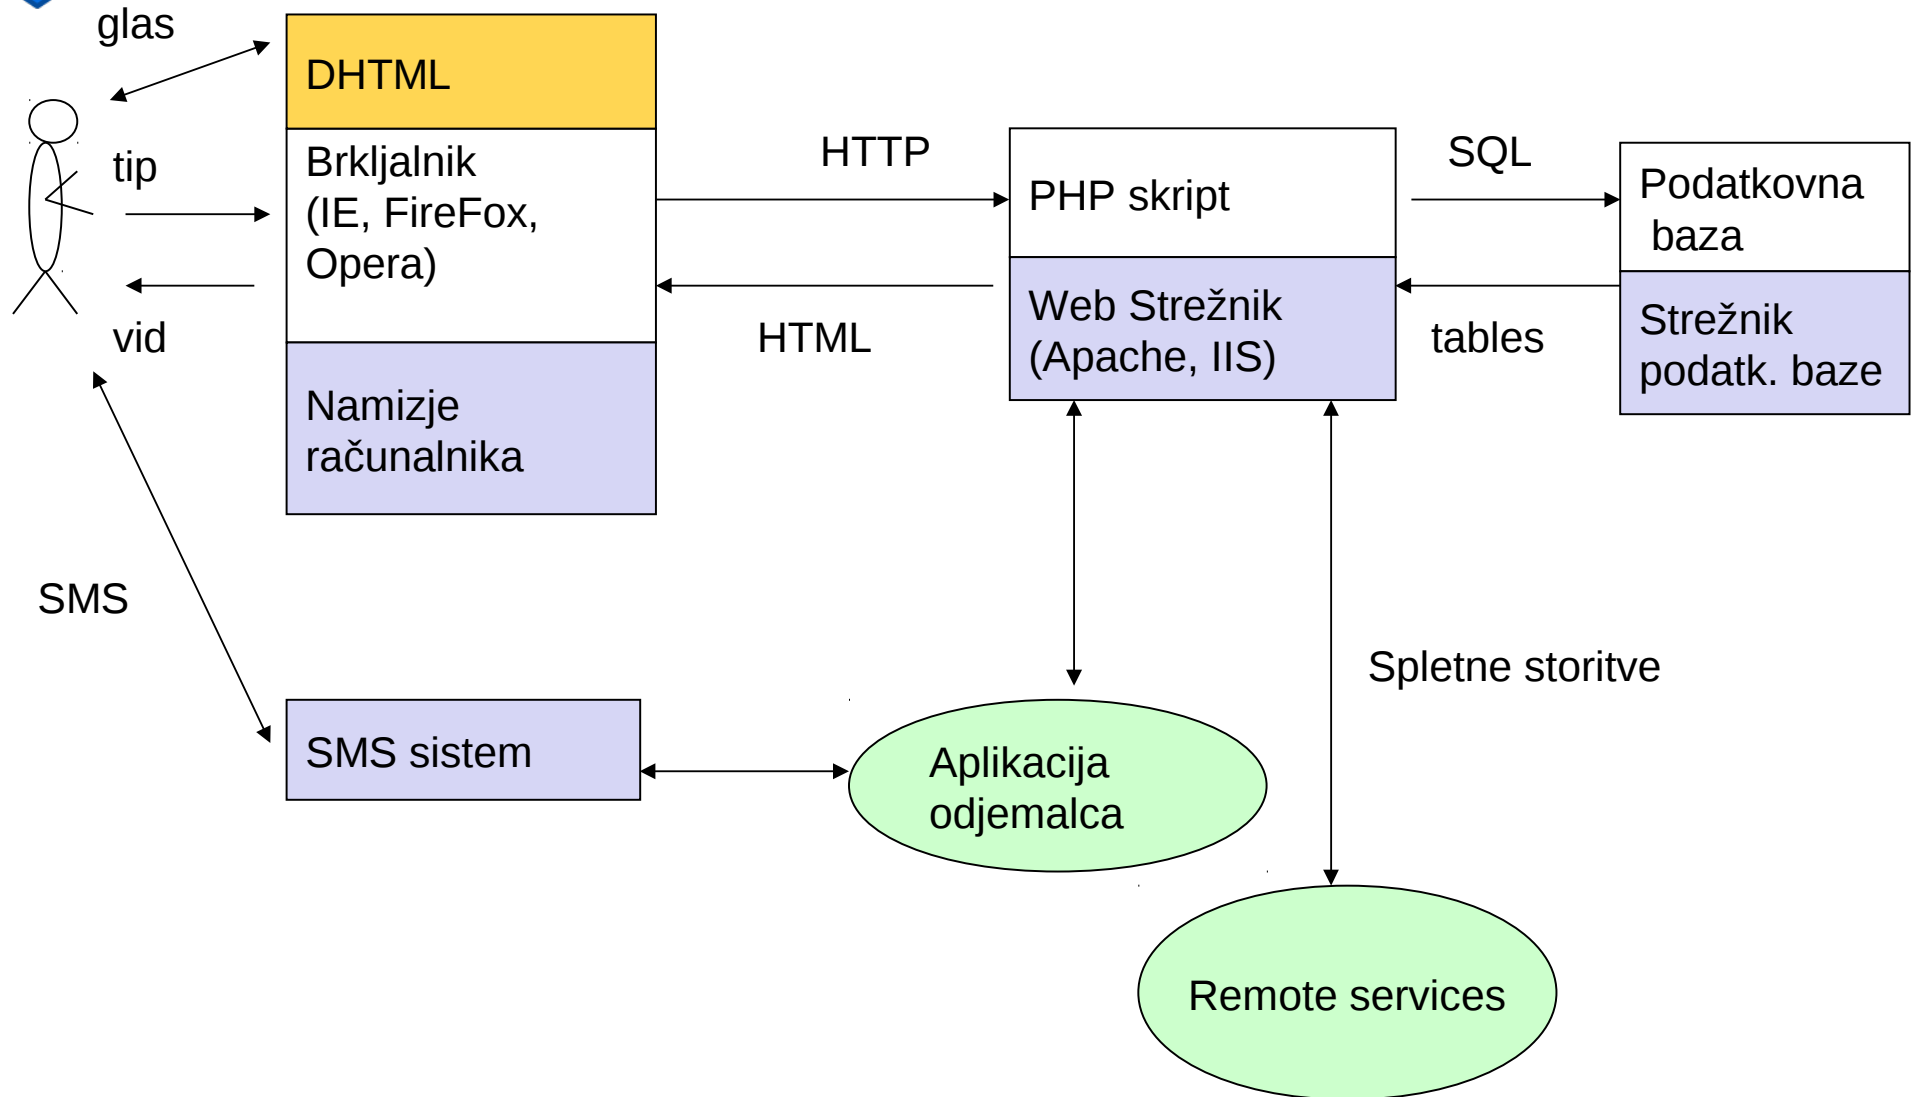 glas
DHTML
tip
Brkljalnik
(IE, FireFox,
Opera)
HTTP
PHP skript
SQL
Podatkovna
baza
vid
HTML
Web Strežnik
(Apache, IIS)
tables
Strežnik
podatk. baze
Namizje
računalnika
SMS
Spletne storitve
SMS sistem
Aplikacija
odjemalca
Remote services